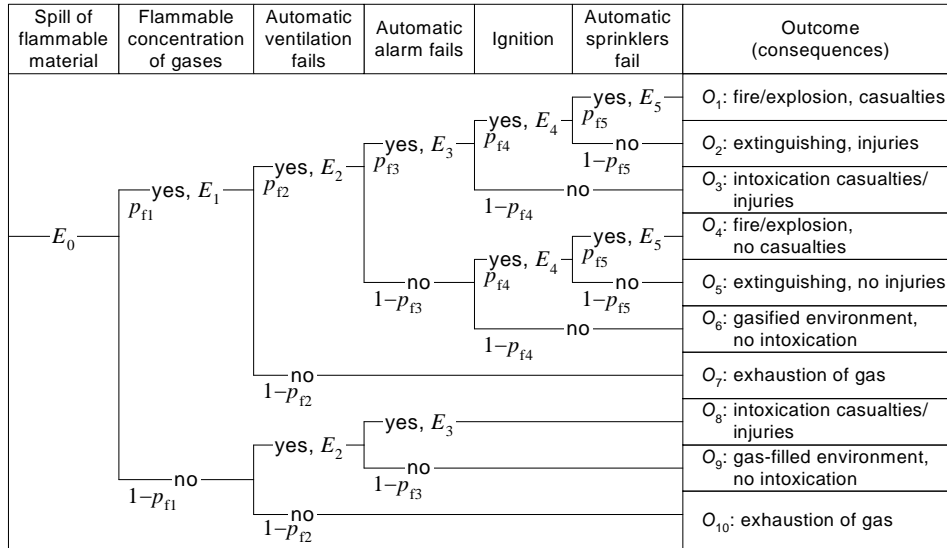 Spill of
flammable
material
Flammable
concentration
of gases
Automatic
ventilation
fails
Automatic
alarm fails
Ignition
Automatic
sprinklers
fail
Outcome
(consequences)
yes, E5
pf5
O1: fire/explosion, casualties
yes, E4
pf4
no
1−pf5
O2: extinguishing, injuries
yes, E3
pf3
yes, E2
pf2
no
1−pf4
O3: intoxication casualties/
injuries
yes, E1
pf1
E0
yes, E5
pf5
O4: fire/explosion,
no casualties
yes, E4
pf4
no
1−pf3
no
1−pf5
O5: extinguishing, no injuries
no
1−pf4
O6: gasified environment,
no intoxication
no
1−pf2
O7: exhaustion of gas
yes, E3
O8: intoxication casualties/
injuries
yes, E2
no
1−pf3
O9: gas-filled environment,
no intoxication
no
1−pf1
no
1−pf2
O10: exhaustion of gas